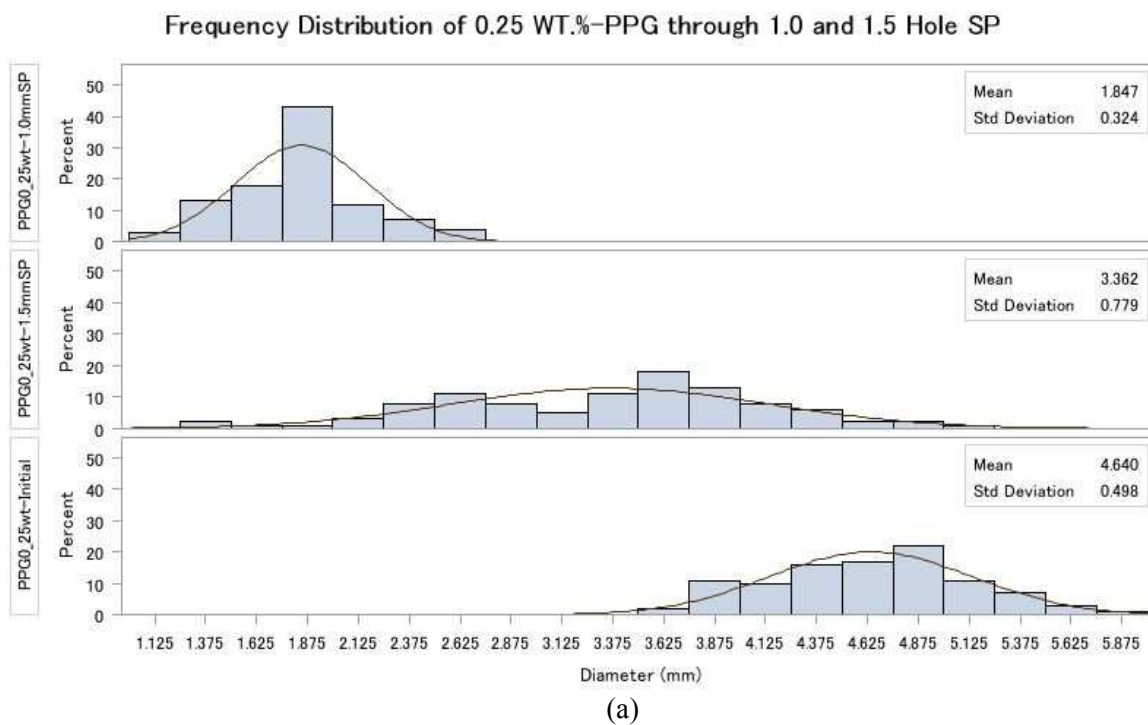 Frequency Distribution of 0.25 WT.%-PPG through 1.0 and 1.5 Hole SP
PPG0_25wt-1.0mmSP
Percent
50
40
30
20
10
0
Mean 1.847
Std Deviation 0.324
PPG0_25wt-1.5mmSP
Percent
50
40
30
20
10
0
Mean 3.362
Std Deviation 0.779
PPG0_25wt-Initial
Percent
50
40
30
20
10
0
Mean 4.640
Std Deviation 0.498
1.125 1.375 1.625 1.875 2.125 2.375 2.625 2.875 3.125 3.375 3.625 3.875 4.125 4.375 4.625 4.875 5.125 5.375 5.625 5.875
Diameter (mm)
(a)